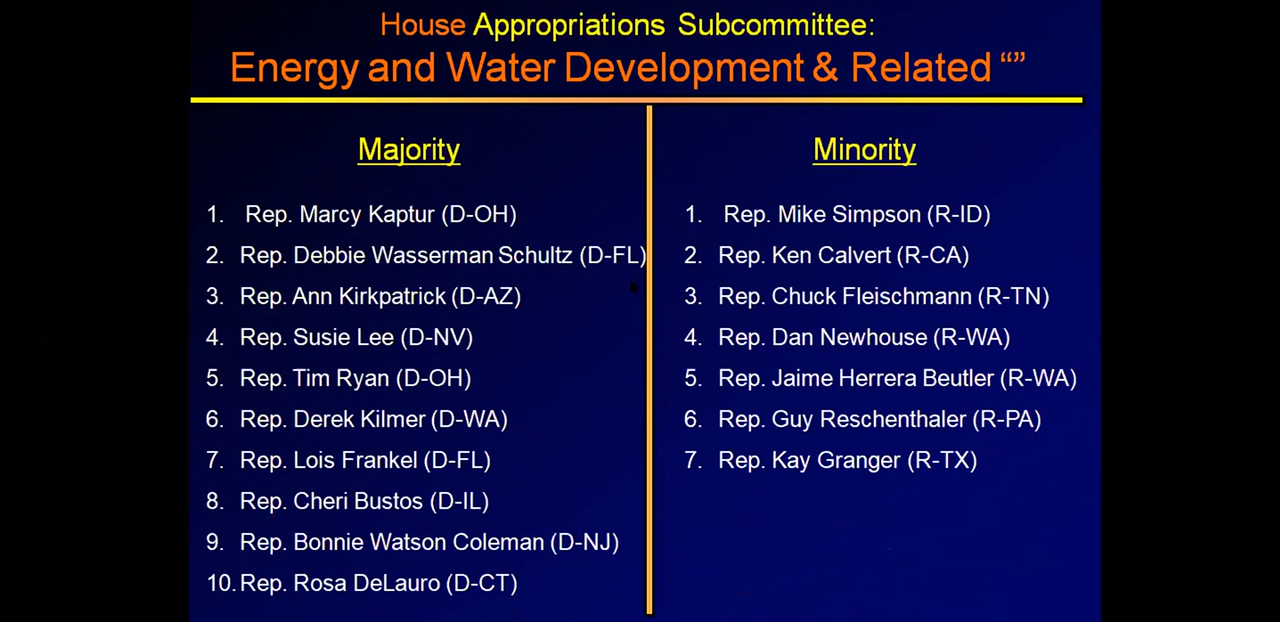 House Appropriations Subcommittee:
Energy and Water Development & Related “”
Majority
1. Rep. Marcy Kaptur (D-OH)
2. Rep. Debbie Wasserman Schultz (D-FL)
3. Rep. Ann Kirkpatrick (D-AZ)
4. Rep. Susie Lee (D-NV)
5. Rep. Tim Ryan (D-OH)
6. Rep. Derek Kilmer (D-WA)
7. Rep. Lois Frankel (D-FL)
8. Rep. Cheri Bustos (D-IL)
9. Rep. Bonnie Watson Coleman (D-NJ)
10. Rep. Rosa DeLauro (D-CT)
Minority
1. Rep. Mike Simpson (R-ID)
2. Rep. Ken Calvert (R-CA)
3. Rep. Chuck Fleischmann (R-TN)
4. Rep. Dan Newhouse (R-WA)
5. Rep. Jaime Herrera Beutler (R-WA)
6. Rep. Guy Reschenthaler (R-PA)
7. Rep. Kay Granger (R-TX)